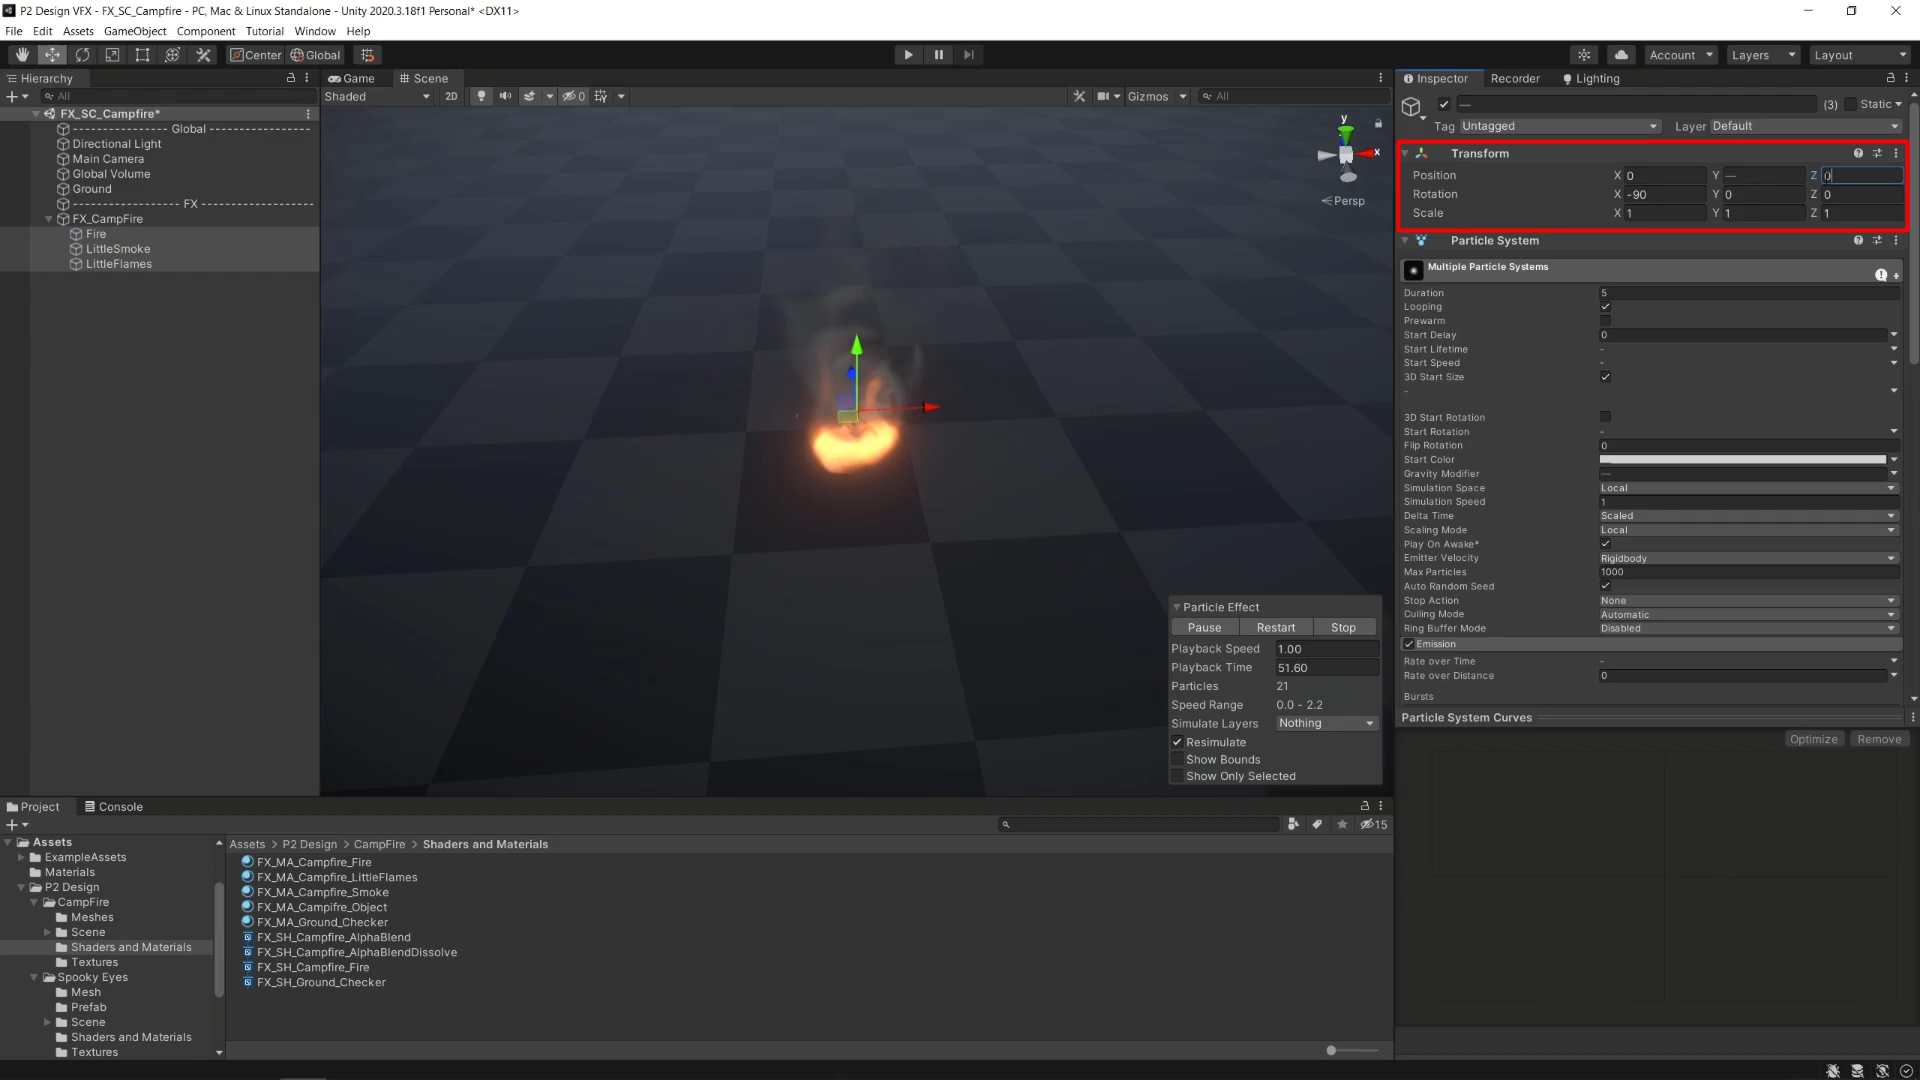 P2 Design VFX - FX_SC_Campfire - PC, Mac & Linux Standalone - Unity 2020.3.18f1 Personal* <DX11>
File Edit Assets GameObject Component Tutorial Window Help
Center Global Account Layers Layout
Hierarchy
All
FX_SC_Campfire*
---------------- Global ----------------
Directional Light
Main Camera
Global Volume
Ground
------------------ FX ------------------
FX_CampFire
Fire
LittleSmoke
LittleFlames
Game Scene
Shaded 2D 0 Gizmos All
y
x
Persp
Particle Effect
Pause Restart Stop
Playback Speed 1.00
Playback Time 51.60
Particles 21
Speed Range 0.0 - 2.2
Simulate Layers Nothing
Resimulate
Show Bounds
Show Only Selected
Inspector Recorder Lighting
— (3) Static
Tag Untagged Layer Default
Transform
Position X 0 Y — Z 0
Rotation X -90 Y 0 Z 0
Scale X 1 Y 1 Z 1
Particle System
Multiple Particle Systems
Duration 5
Looping
Prewarm
Start Delay 0
Start Lifetime -
Start Speed -
3D Start Size
-
3D Start Rotation
Start Rotation -
Flip Rotation 0
Start Color
Gravity Modifier —
Simulation Space Local
Simulation Speed 1
Delta Time Scaled
Scaling Mode Local
Play On Awake*
Emitter Velocity Rigidbody
Max Particles 1000
Auto Random Seed
Stop Action None
Culling Mode Automatic
Ring Buffer Mode Disabled
Emission
Rate over Time -
Rate over Distance 0
Bursts
Particle System Curves
Optimize Remove
Project Console
15
Assets
ExampleAssets
Materials
P2 Design
CampFire
Meshes
Scene
Shaders and Materials
Textures
Spooky Eyes
Mesh
Prefab
Scene
Shaders and Materials
Textures
Assets > P2 Design > CampFire > Shaders and Materials
FX_MA_Campfire_Fire
FX_MA_Campfire_LittleFlames
FX_MA_Campfire_Smoke
FX_MA_Campifre_Object
FX_MA_Ground_Checker
FX_SH_Campfire_AlphaBlend
FX_SH_Campfire_AlphaBlendDissolve
FX_SH_Campfire_Fire
FX_SH_Ground_Checker